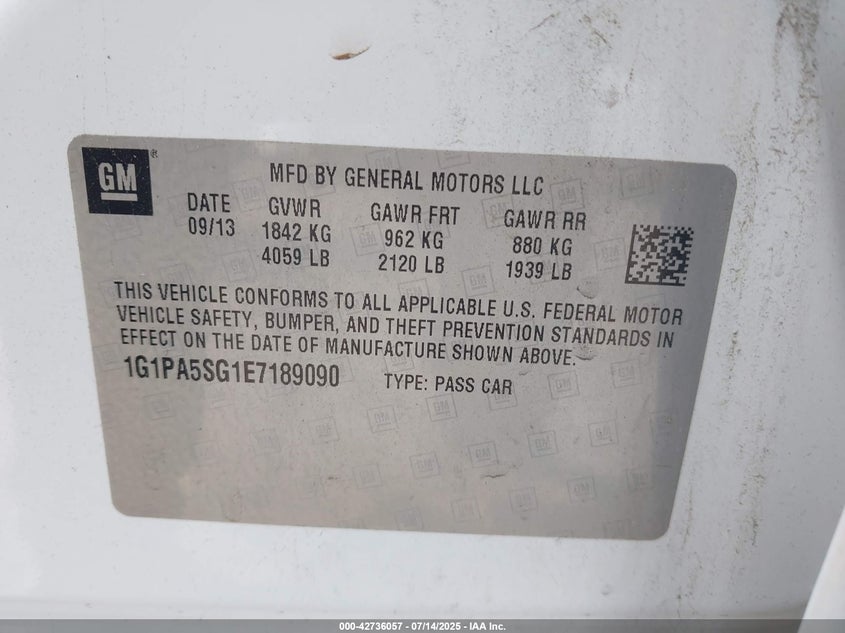 GM®
MFD BY GENERAL MOTORS LLC
DATE GVWR GAWR FRT GAWR RR
09/13 1842 KG 962 KG 880 KG
4059 LB 2120 LB 1939 LB
THIS VEHICLE CONFORMS TO ALL APPLICABLE U.S. FEDERAL MOTOR
VEHICLE SAFETY, BUMPER, AND THEFT PREVENTION STANDARDS IN
EFFECT ON THE DATE OF MANUFACTURE SHOWN ABOVE.
1G1PA5SG1E7189090 TYPE: PASS CAR
000-42736057 - 07/14/2025 - IAA Inc.